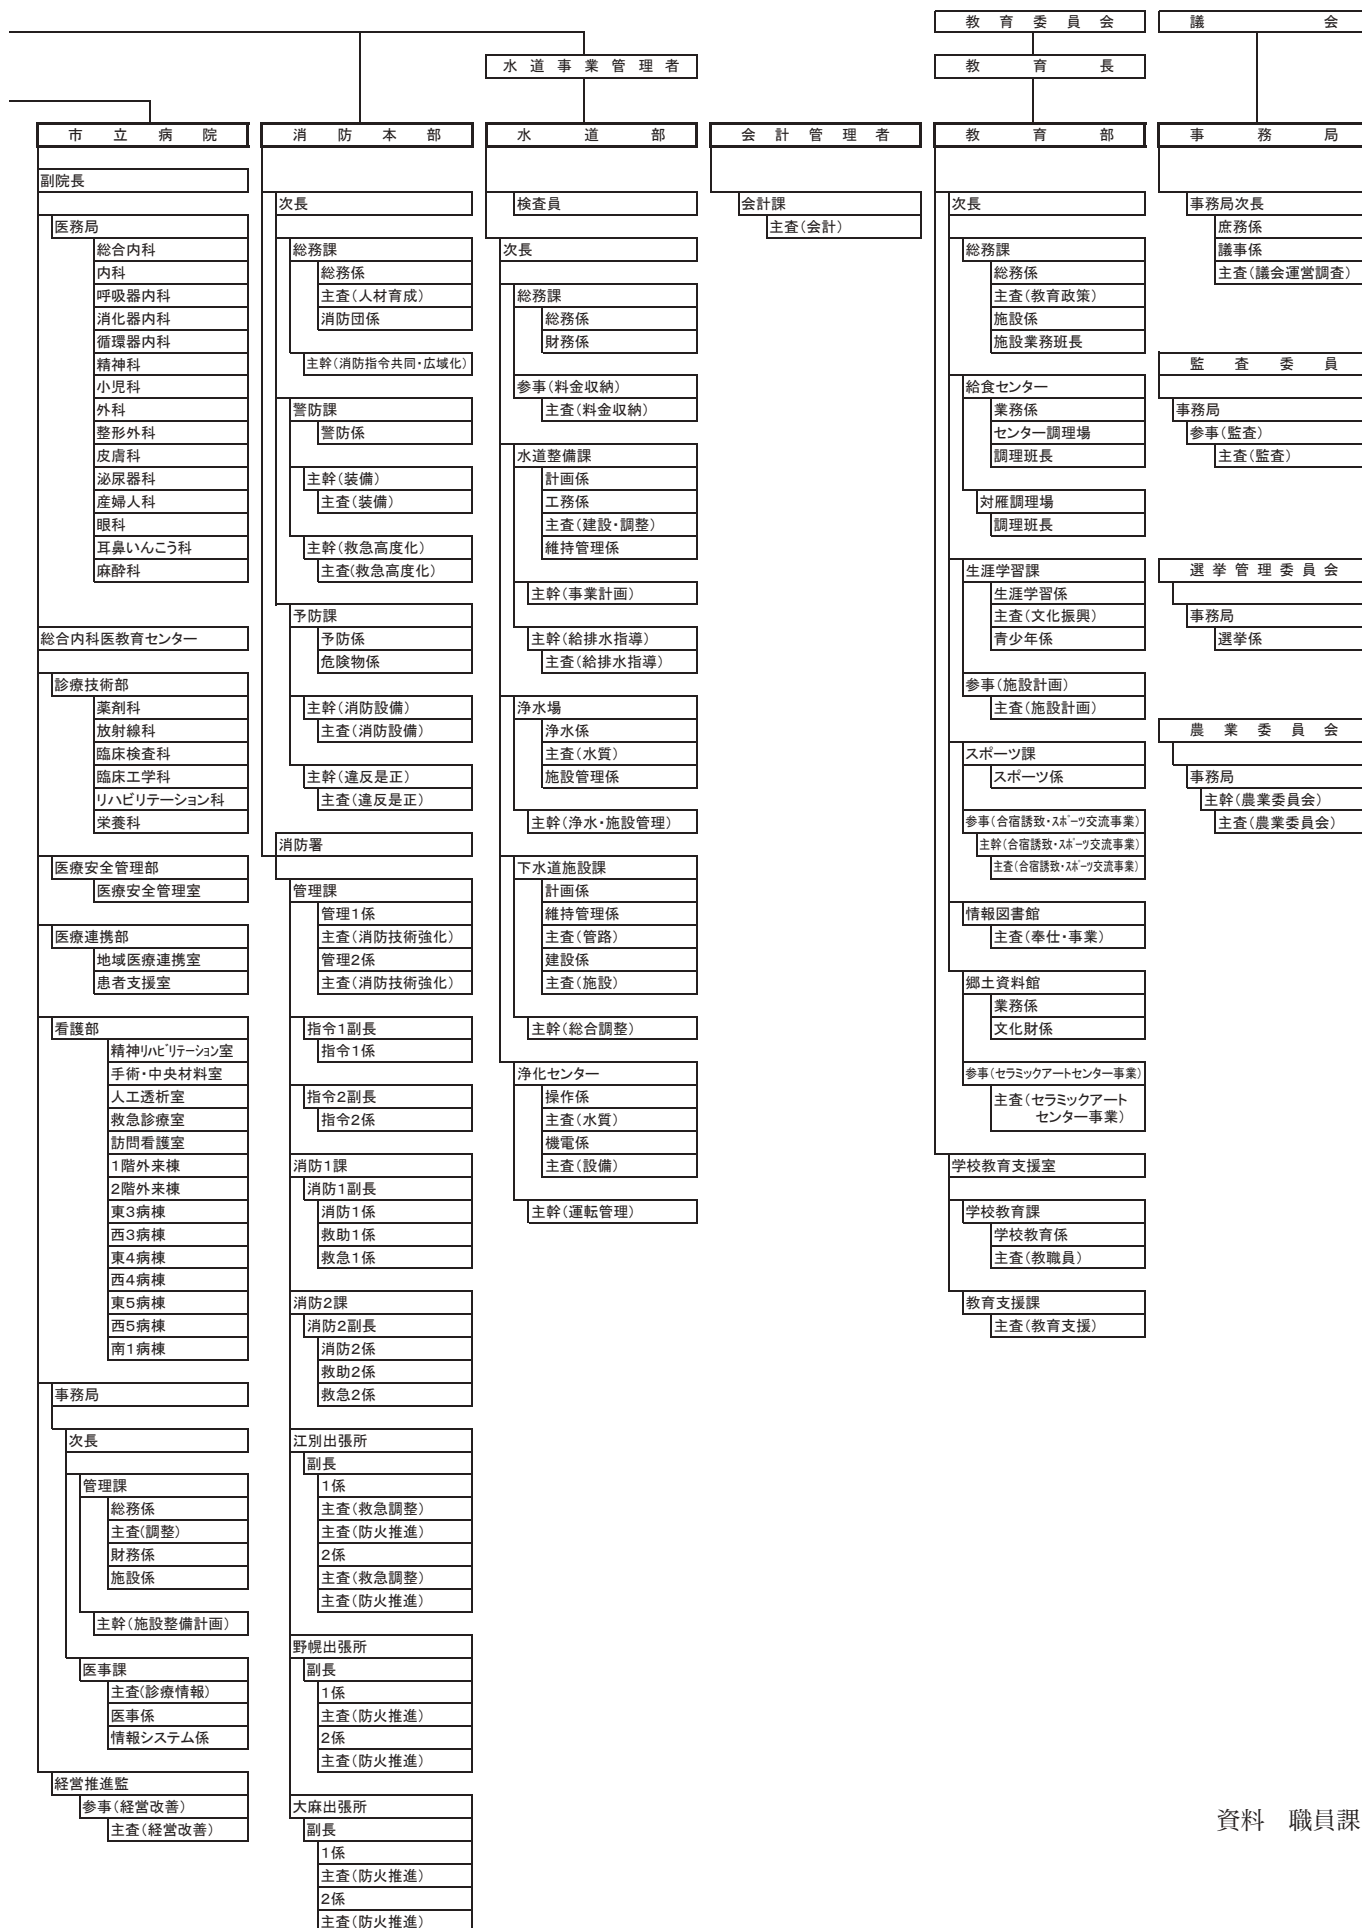 教育委員会
議会
水道事業管理者
教育長
市立病院
消防本部
水道部
会計管理者
教育部
事務局
副院長
医務局
総合内科
内科
呼吸器内科
消化器内科
循環器内科
精神科
小児科
外科
整形外科
皮膚科
泌尿器科
産婦人科
眼科
耳鼻いんこう科
麻酔科
総合内科医教育センター
診療技術部
薬剤科
放射線科
臨床検査科
臨床工学科
リハビリテーション科
栄養科
医療安全管理部
医療安全管理室
医療連携部
地域医療連携室
患者支援室
看護部
精神リハビリテーション室
手術・中央材料室
人工透析室
救急診療室
訪問看護室
1階外来棟
2階外来棟
東3病棟
西3病棟
東4病棟
西4病棟
東5病棟
西5病棟
南1病棟
事務局
次長
管理課
総務係
主査(調整)
財務係
施設係
主幹(施設整備計画)
医事課
主査(診療情報)
医事係
情報システム係
経営推進監
参事(経営改善)
主査(経営改善)
次長
総務課
総務係
主査(人材育成)
消防団係
主幹(消防指令共同・広域化)
警防課
警防係
主幹(装備)
主査(装備)
主幹(救急高度化)
主査(救急高度化)
予防課
予防係
危険物係
主幹(消防設備)
主査(消防設備)
主幹(違反是正)
主査(違反是正)
消防署
管理課
管理1係
主査(消防技術強化)
管理2係
主査(消防技術強化)
指令1副長
指令1係
指令2副長
指令2係
消防1課
消防1副長
消防1係
救助1係
救急1係
消防2課
消防2副長
消防2係
救助2係
救急2係
江別出張所
副長
1係
主査(救急調整)
主査(防火推進)
2係
主査(救急調整)
主査(防火推進)
野幌出張所
副長
1係
主査(防火推進)
2係
主査(防火推進)
大麻出張所
副長
1係
主査(防火推進)
2係
主査(防火推進)
検査員
次長
総務課
総務係
財務係
参事(料金収納)
主査(料金収納)
水道整備課
計画係
工務係
主査(建設・調整)
維持管理係
主幹(事業計画)
主幹(給排水指導)
主査(給排水指導)
浄水場
浄水係
主査(水質)
施設管理係
主幹(浄水・施設管理)
下水道施設課
計画係
維持管理係
主査(管路)
建設係
主査(施設)
主幹(総合調整)
浄化センター
操作係
主査(水質)
機電係
主査(設備)
主幹(運転管理)
会計課
主査(会計)
次長
総務課
総務係
主査(教育政策)
施設係
施設業務班長
給食センター
業務係
センター調理場
調理班長
対雁調理場
調理班長
生涯学習課
生涯学習係
主査(文化振興)
青少年係
参事(施設計画)
主査(施設計画)
スポーツ課
スポーツ係
参事(合宿誘致・スポーツ交流事業)
主幹(合宿誘致・スポーツ交流事業)
主査(合宿誘致・スポーツ交流事業)
情報図書館
主査(奉仕・事業)
郷土資料館
業務係
文化財係
参事(セラミックアートセンター事業)
主査(セラミックアート
センター事業)
学校教育支援室
学校教育課
学校教育係
主査(教職員)
教育支援課
主査(教育支援)
事務局次長
庶務係
議事係
主査(議会運営調査)
監査委員
事務局
参事(監査)
主査(監査)
選挙管理委員会
事務局
選挙係
農業委員会
事務局
主幹(農業委員会)
主査(農業委員会)
資料　職員課